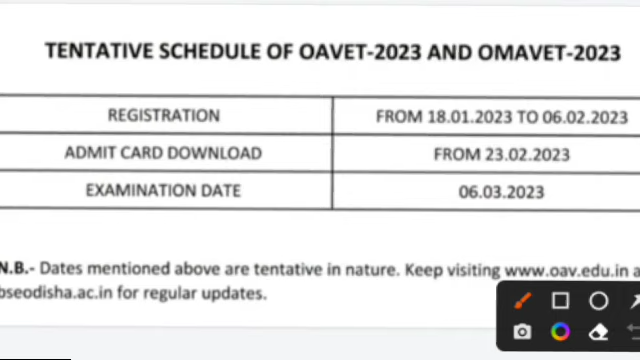 TENTATIVE SCHEDULE OF OAVET-2023 AND OMAVET-2023
REGISTRATION FROM 18.01.2023 TO 06.02.2023
ADMIT CARD DOWNLOAD FROM 23.02.2023
EXAMINATION DATE 06.03.2023
N.B.- Dates mentioned above are tentative in nature. Keep visiting www.oav.edu.in a
bseodisha.ac.in for regular updates.